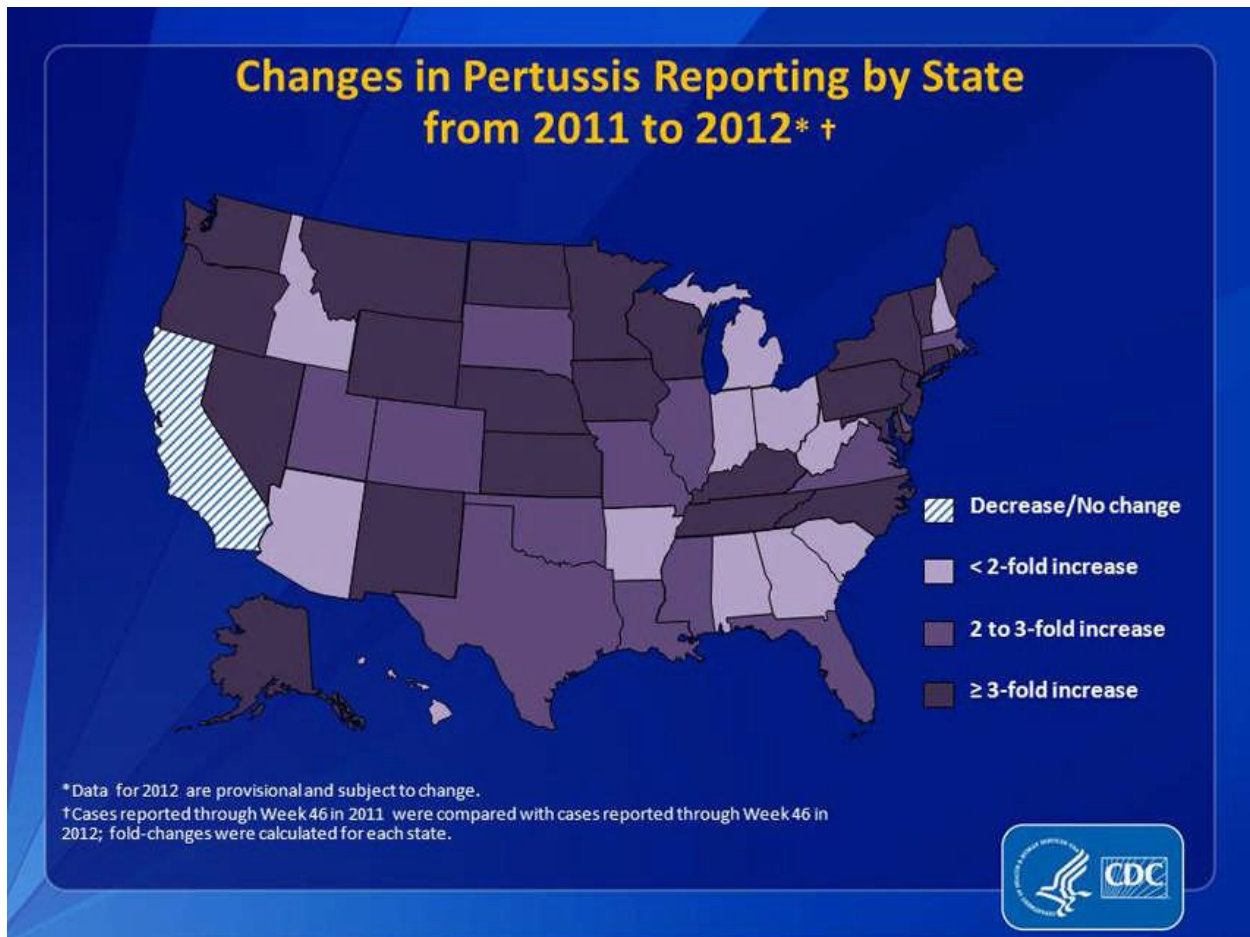 Changes in Pertussis Reporting by State
from 2011 to 2012* †
Decrease/No change
< 2-fold increase
2 to 3-fold increase
≥ 3-fold increase
*Data for 2012 are provisional and subject to change.
†Cases reported through Week 46 in 2011 were compared with cases reported through Week 46 in
2012; fold-changes were calculated for each state.
CDC